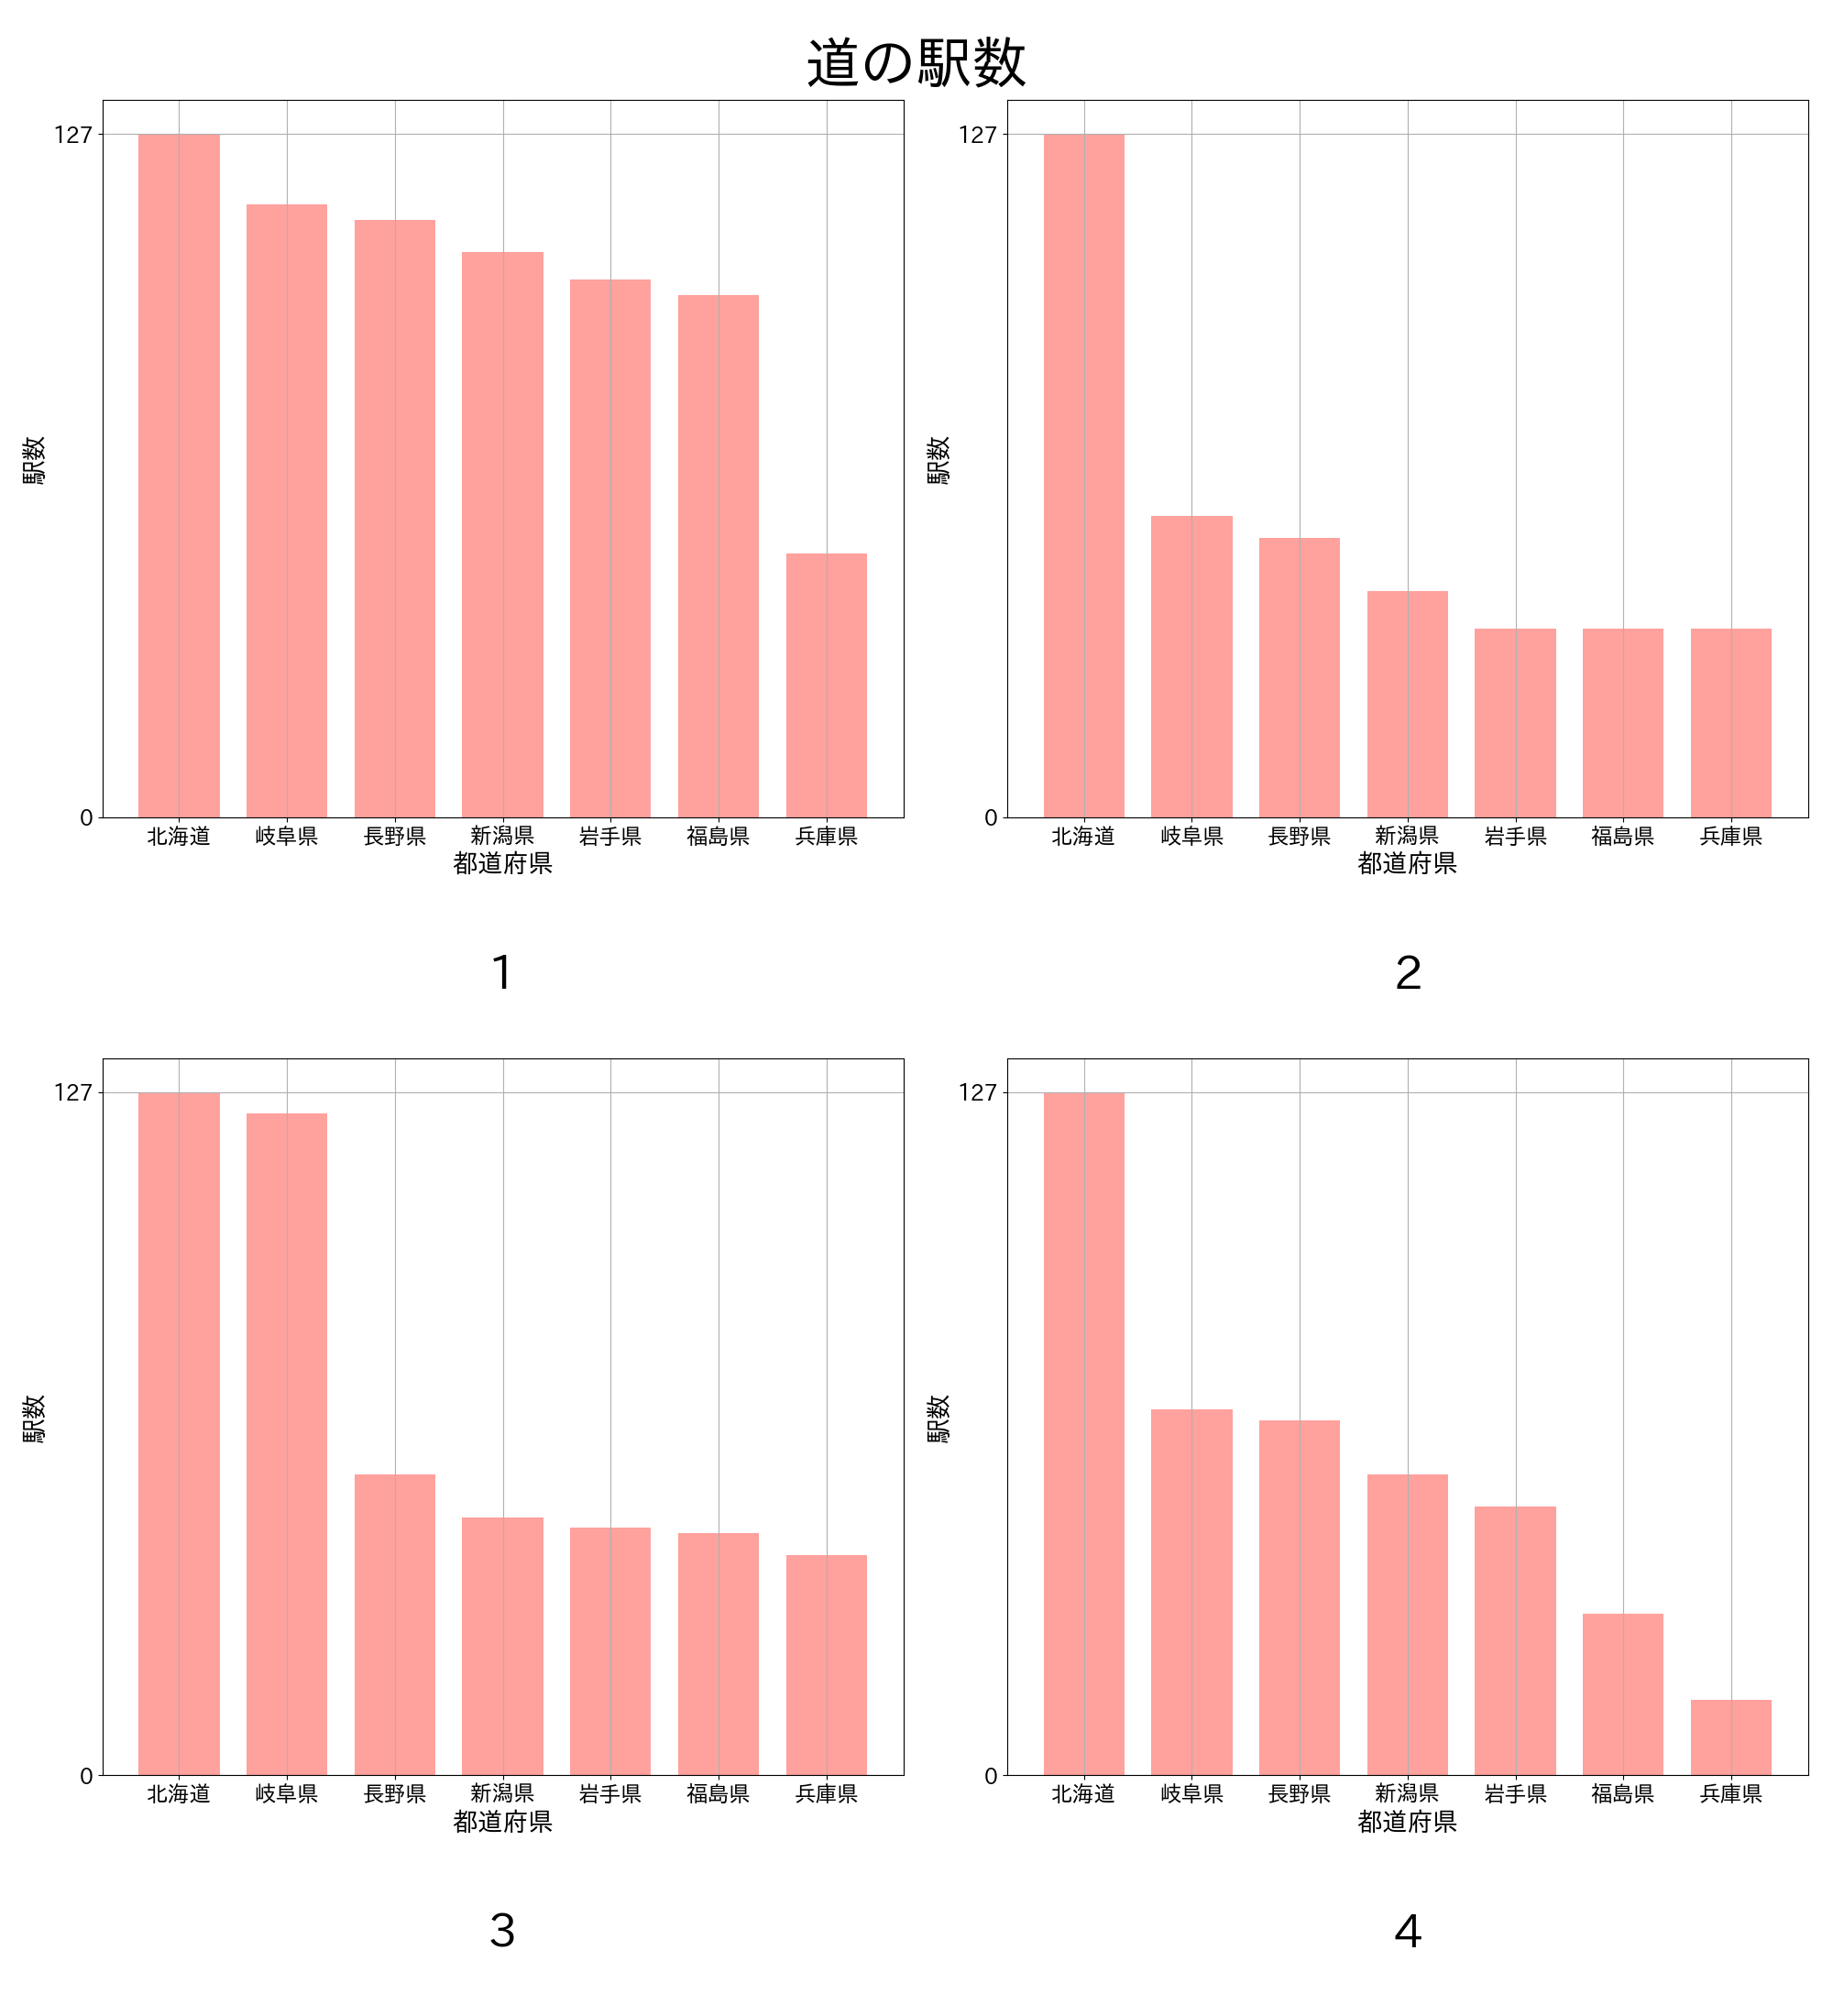 道の駅数
127
0
駅数
北海道 岐阜県 長野県 新潟県 岩手県 福島県 兵庫県
都道府県
1
127
0
駅数
北海道 岐阜県 長野県 新潟県 岩手県 福島県 兵庫県
都道府県
2
127
0
駅数
北海道 岐阜県 長野県 新潟県 岩手県 福島県 兵庫県
都道府県
3
127
0
駅数
北海道 岐阜県 長野県 新潟県 岩手県 福島県 兵庫県
都道府県
4